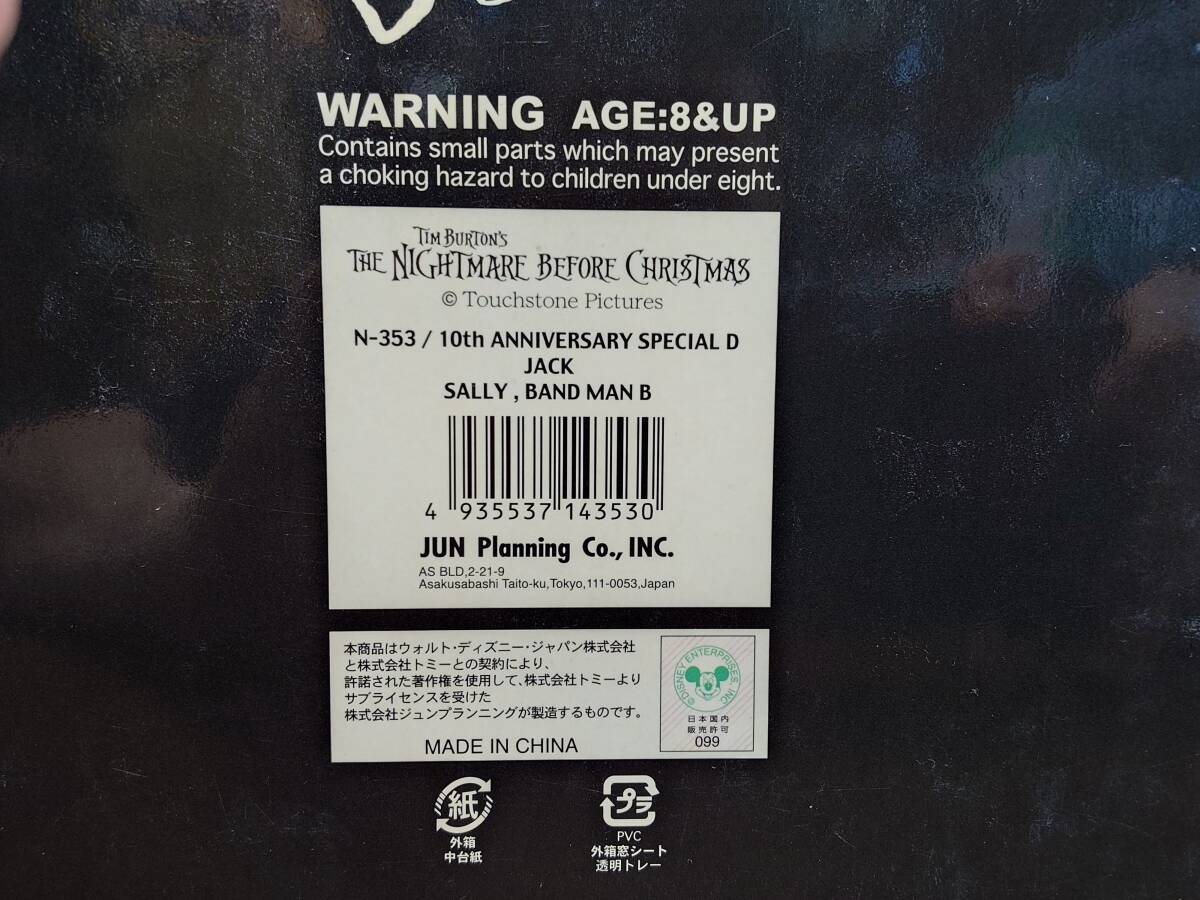 WARNING AGE:8&UP
Contains small parts which may present
a choking hazard to children under eight.
TIM BURTON'S
THE NIGHTMARE BEFORE CHRISTMAS
© Touchstone Pictures
N-353 / 10th ANNIVERSARY SPECIAL D
JACK
SALLY , BAND MAN B
4 935537 143530
JUN Planning Co., INC.
AS BLD,2-21-9
Asakusabashi Taito-ku,Tokyo,111-0053,Japan
本商品はウォルト・ディズニー・ジャパン株式会社
と株式会社トミーとの契約により、
許諾された著作権を使用して、株式会社トミーより
サブライセンスを受けた
株式会社ジュンプランニングが製造するものです。
MADE IN CHINA
©DISNEY ENTERPRISES, INC
日本国内
販売許可
099
紙
外箱
中台紙
プラ
PVC
外箱窓シート
透明トレー